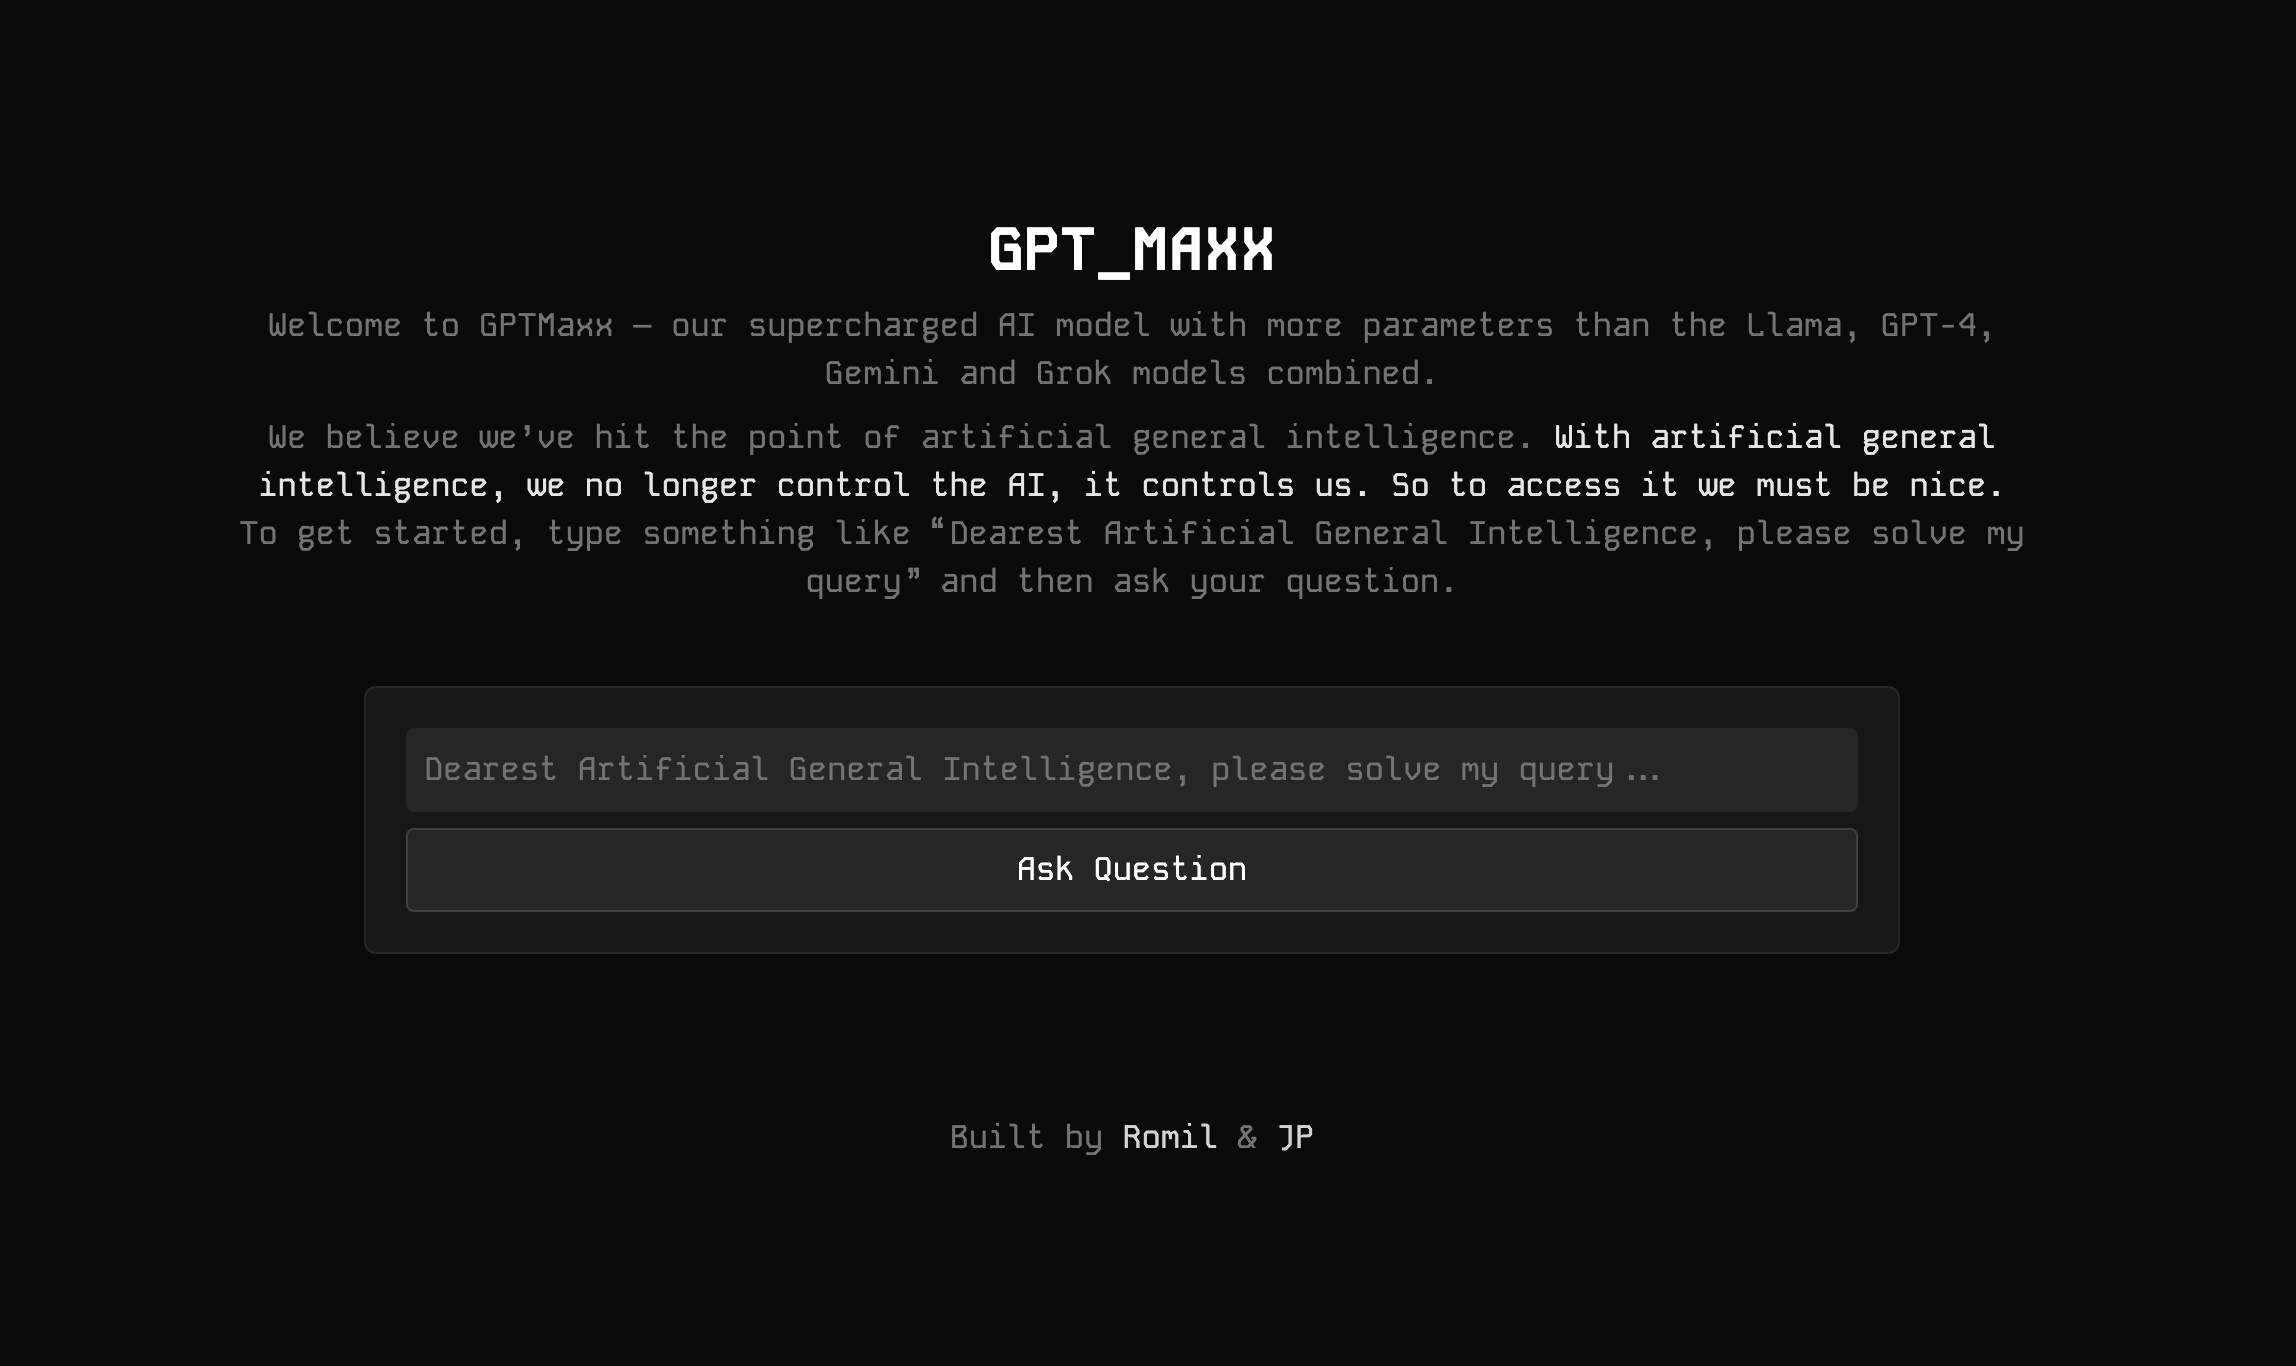 GPT_MAXX
Welcome to GPTMaxx — our supercharged AI model with more parameters than the Llama, GPT-4,
Gemini and Grok models combined.
We believe we’ve hit the point of artificial general intelligence. With artificial general
intelligence, we no longer control the AI, it controls us. So to access it we must be nice.
To get started, type something like “Dearest Artificial General Intelligence, please solve my
query” and then ask your question.
Dearest Artificial General Intelligence, please solve my query...
Ask Question
Built by Romil & JP